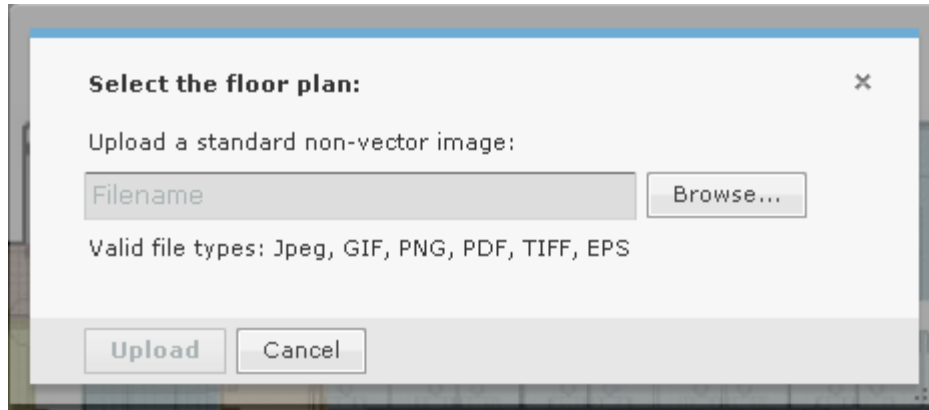 Select the floor plan:
Upload a standard non-vector image:
Filename
Browse...
Valid file types: Jpeg, GIF, PNG, PDF, TIFF, EPS
Upload
Cancel